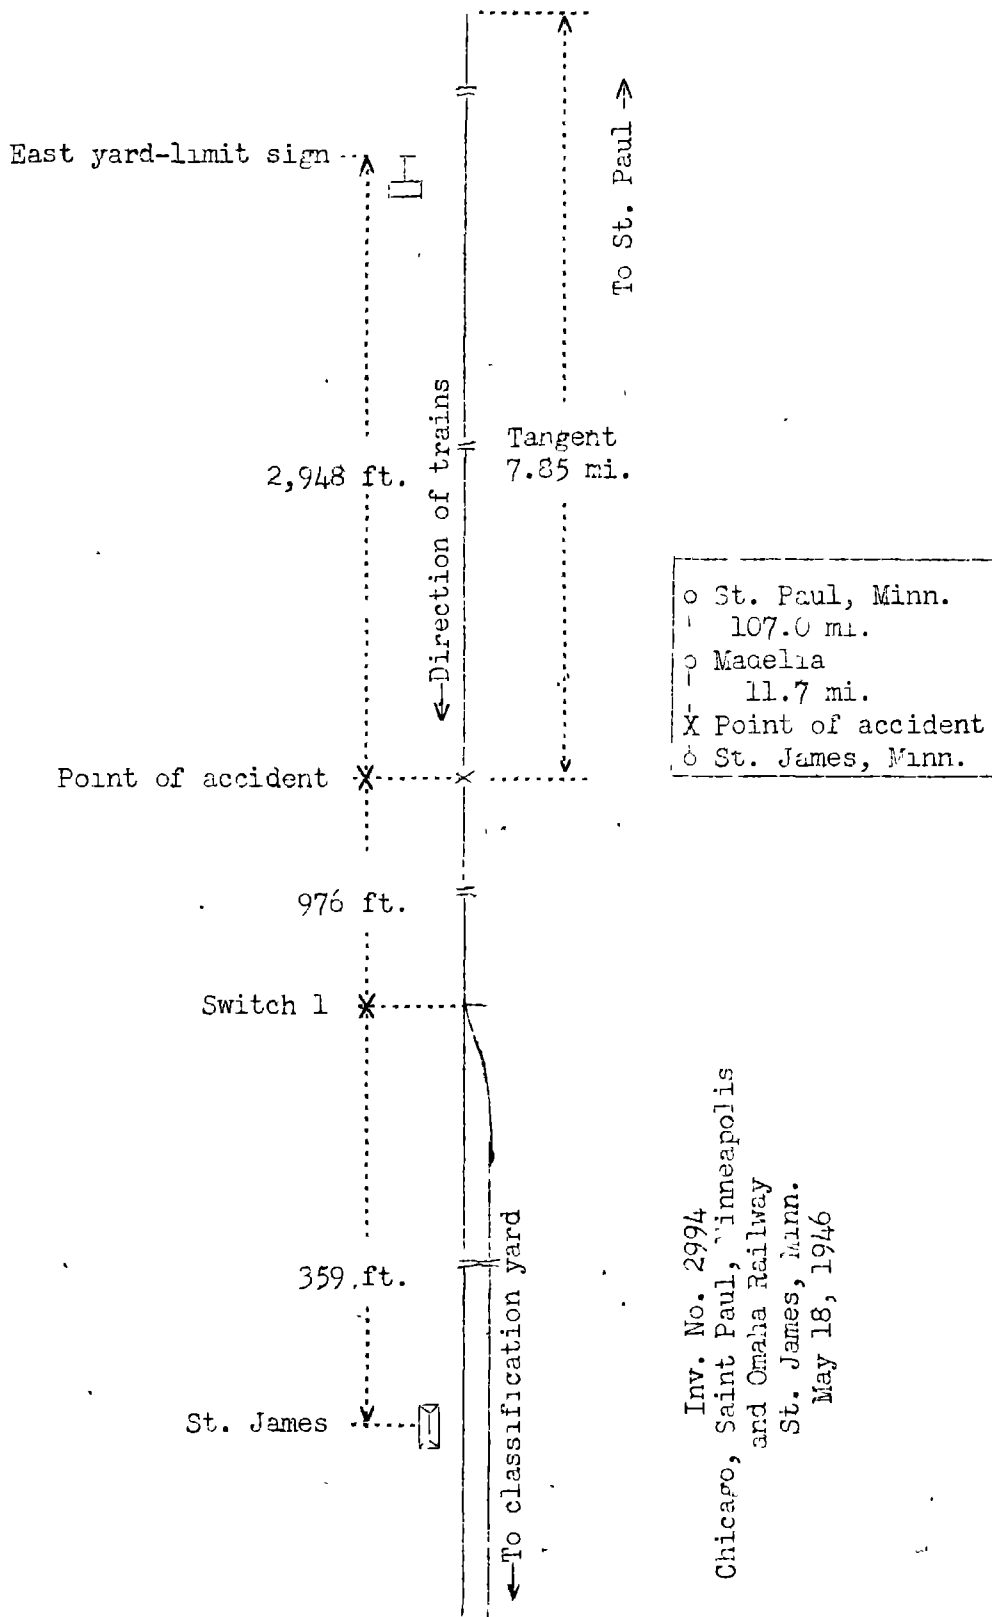 East yard-limit sign
To St. Paul →
2,948 ft.
←Direction of trains
Tangent
7.85 mi.
St. Paul, Minn.
107.0 mi.
Madelia
11.7 mi.
X Point of accident
St. James, Minn.
Point of accident
976 ft.
Switch 1
359 ft.
St. James
←To classification yard
Inv. No. 2994
Chicago, Saint Paul, Minneapolis
and Omaha Railway
St. James, Minn.
May 18, 1946